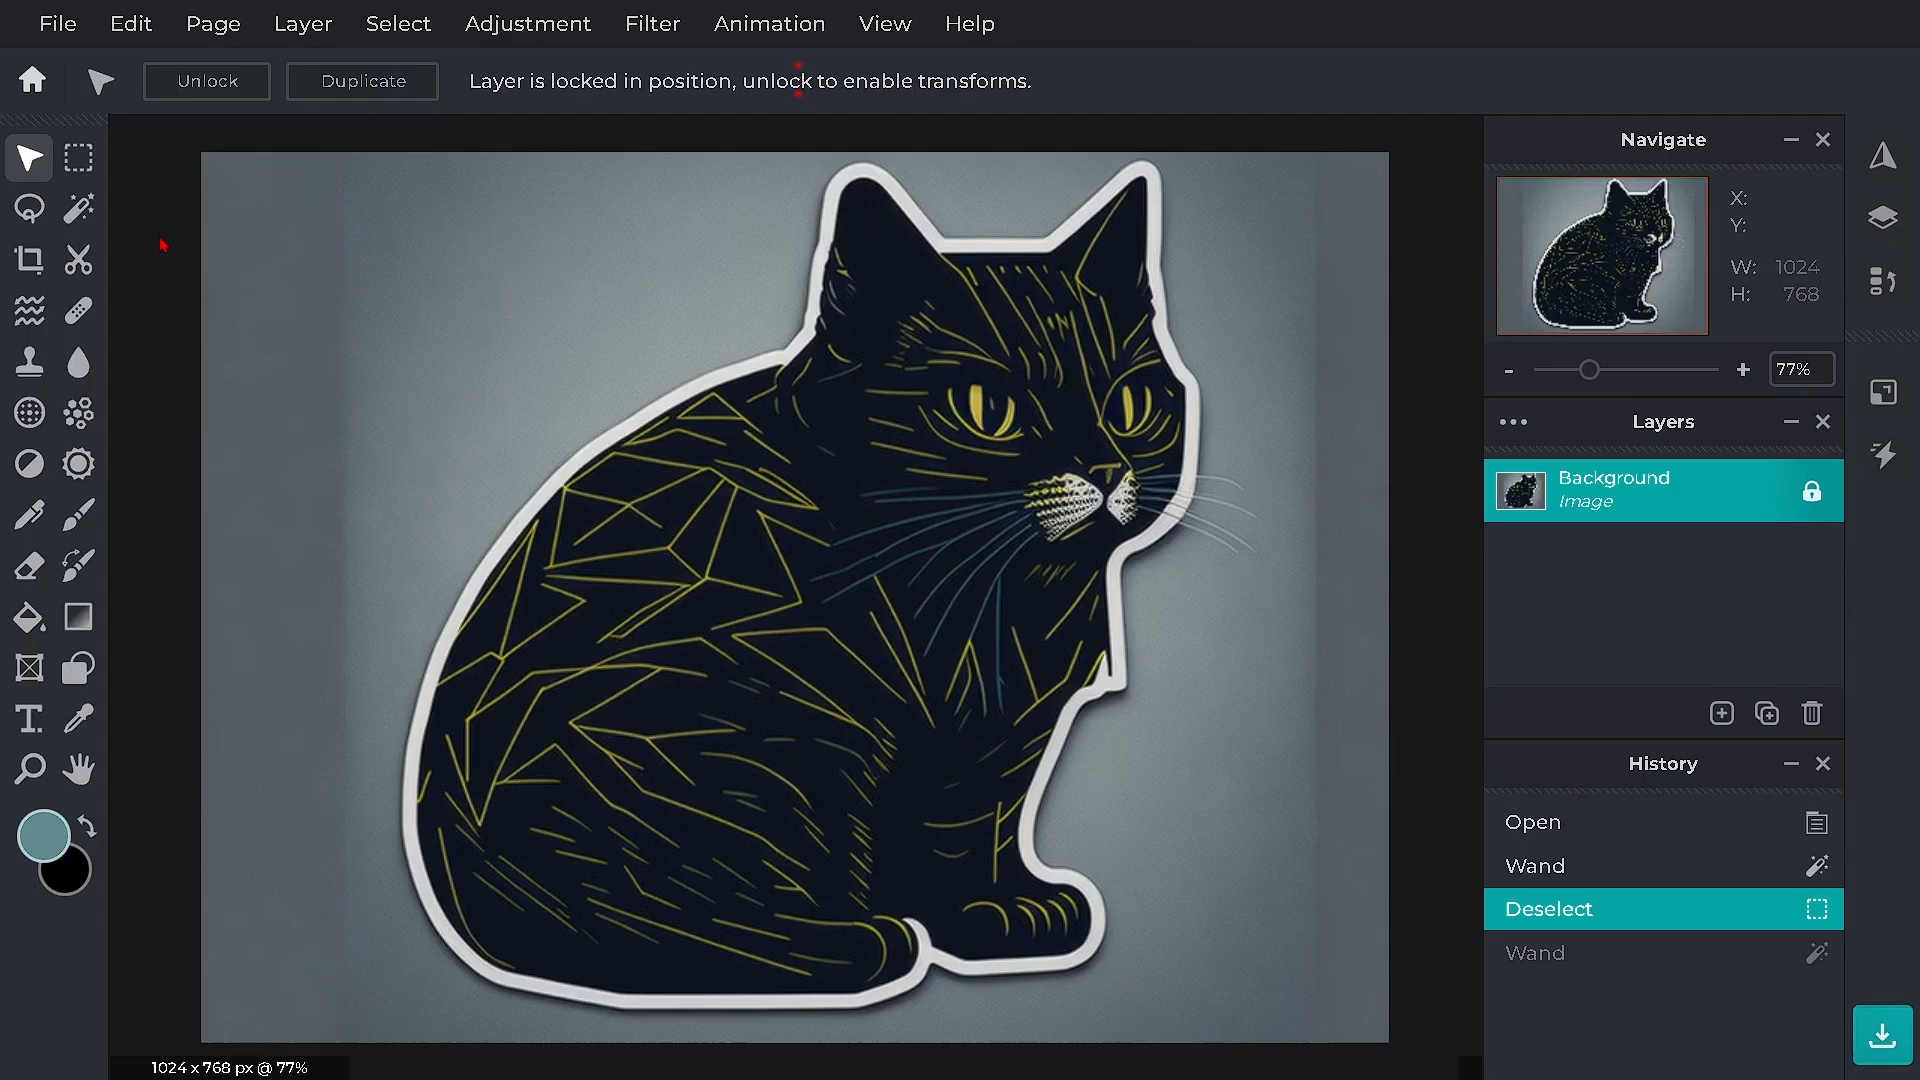 File Edit Page Layer Select Adjustment Filter Animation View Help
Unlock Duplicate Layer is locked in position, unlock to enable transforms.
Navigate
X:
Y:
W: 1024
H: 768
- + 77%
Layers
Background
Image
History
Open
Wand
Deselect
Wand
1024 x 768 px @ 77%